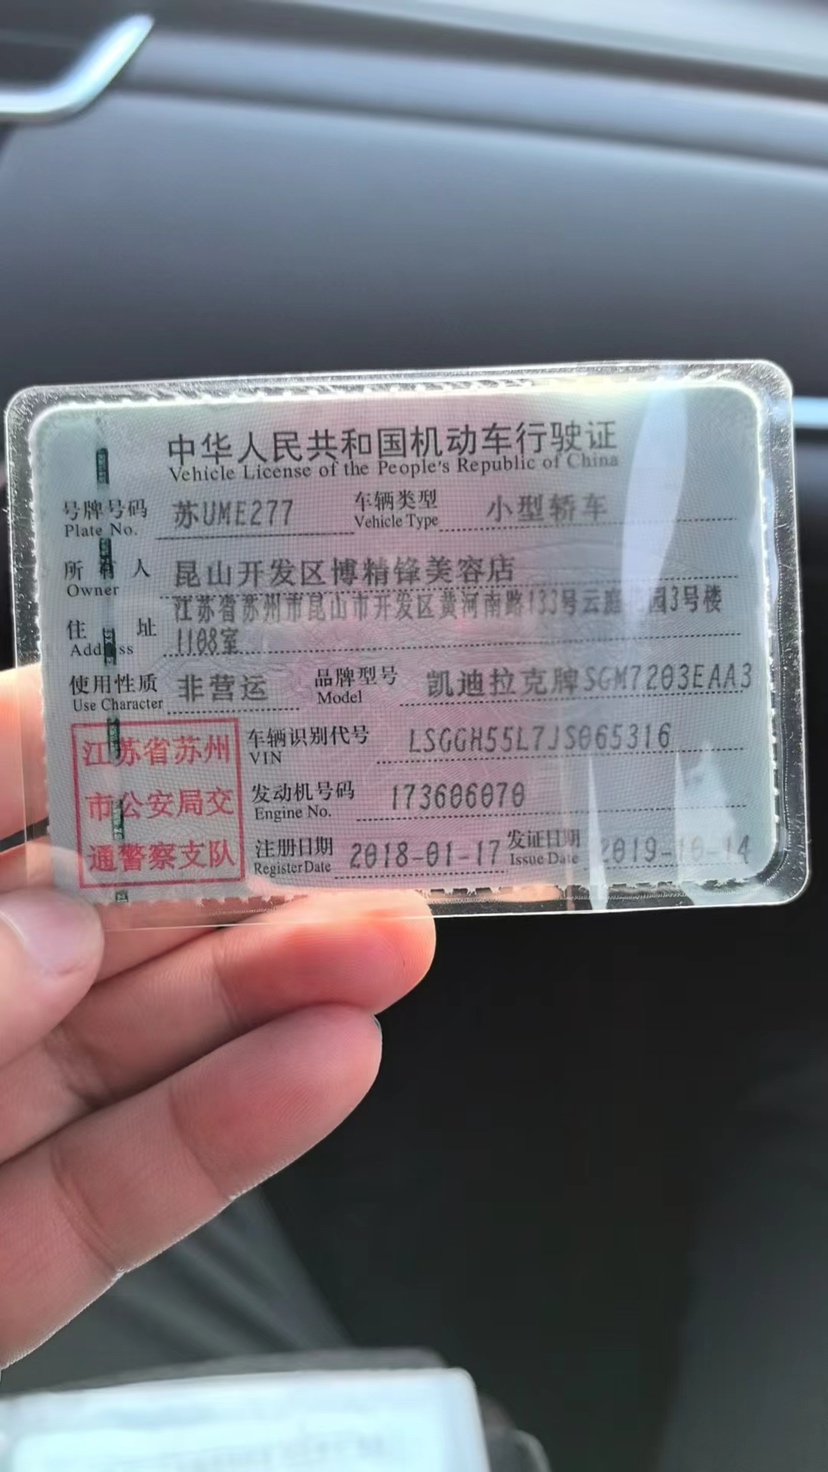 中华人民共和国机动车行驶证
Vehicle License of the People's Republic of China
号牌号码 苏UME277 车辆类型 小型轿车
Plate No. Vehicle Type
所 人 昆山开发区博精锋美容店
Owner
住 址 江苏省苏州市昆山市开发区黄河南路133号云庭 园3号楼
1108室
使用性质 非营运 品牌型号 凯迪拉克牌SGM7203EAA3
Use Character Model
江苏省苏州 车辆识别代号 LSGGH55L7JS065316
VIN
市公安局交 发动机号码 173606070
Engine No.
通警察支队 注册日期 2018-01-17 发证日期 2019-10-14
Register Date Issue Date